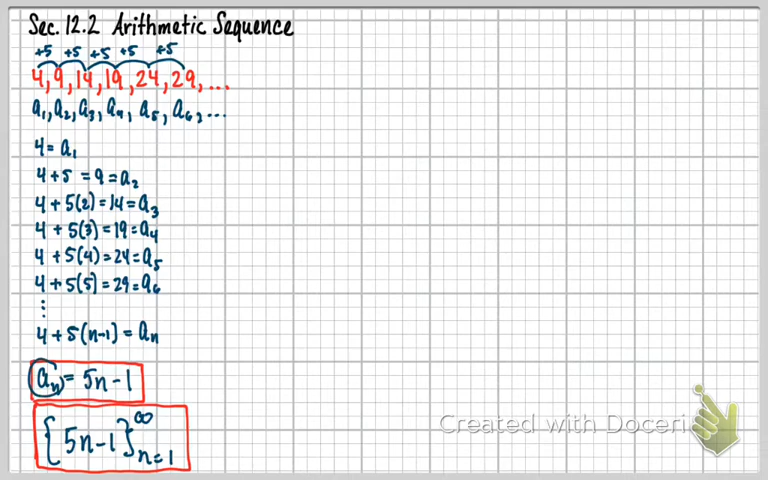 Sec. 12.2 Arithmetic Sequence
+5 +5 +5 +5 +5
4, 9, 14, 19, 24, 29, ...
a₁, a₂, a₃, a₄, a₅, a₆, ...
4 = a₁
4 + 5 = 9 = a₂
4 + 5(2) = 14 = a₃
4 + 5(3) = 19 = a₄
4 + 5(4) = 24 = a₅
4 + 5(5) = 29 = a₆
⋮
4 + 5(n-1) = aₙ
aₙ = 5n-1
{5n-1}^∞_{n=1}
Created with Doceri